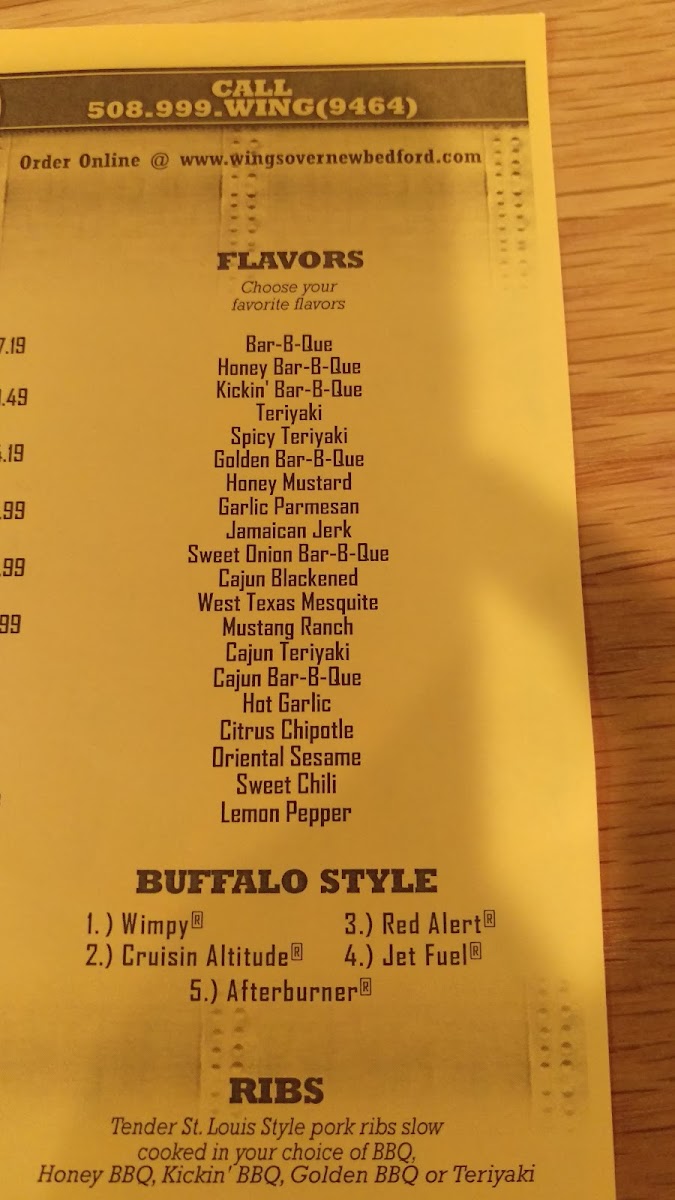 CALL
508.999.WING(9464)
Order Online @ www.wingsovernewbedford.com
FLAVORS
Choose your
favorite flavors
7.19
Bar-B-Que
Honey Bar-B-Que
Kickin' Bar-B-Que
.49
Teriyaki
Spicy Teriyaki
.19
Golden Bar-B-Que
Honey Mustard
Garlic Parmesan
.99
Jamaican Jerk
Sweet Onion Bar-B-Que
.99
Cajun Blackened
West Texas Mesquite
99
Mustang Ranch
Cajun Teriyaki
Cajun Bar-B-Que
Hot Garlic
Citrus Chipotle
Oriental Sesame
Sweet Chili
Lemon Pepper
BUFFALO STYLE
1.) Wimpy® 3.) Red Alert®
2.) Cruisin Altitude® 4.) Jet Fuel®
5.) Afterburner®
RIBS
Tender St. Louis Style pork ribs slow
cooked in your choice of BBQ,
Honey BBQ, Kickin' BBQ, Golden BBQ or Teriyaki